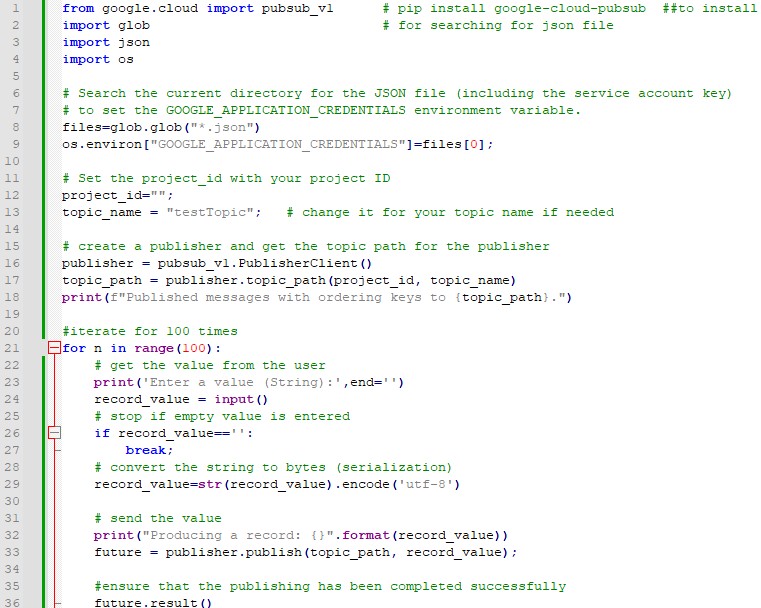 1 from google.cloud import pubsub_v1      # pip install google-cloud-pubsub  ##to install
2 import glob                             # for searching for json file
3 import json
4 import os
5
6 # Search the current directory for the JSON file (including the service account key)
7 # to set the GOOGLE_APPLICATION_CREDENTIALS environment variable.
8 files=glob.glob("*.json")
9 os.environ["GOOGLE_APPLICATION_CREDENTIALS"]=files[0];
10
11 # Set the project_id with your project ID
12 project_id="";
13 topic_name = "testTopic";   # change it for your topic name if needed
14
15 # create a publisher and get the topic path for the publisher
16 publisher = pubsub_v1.PublisherClient()
17 topic_path = publisher.topic_path(project_id, topic_name)
18 print(f"Published messages with ordering keys to {topic_path}.")
19
20 #iterate for 100 times
21 for n in range(100):
22     # get the value from the user
23     print('Enter a value (String):',end='')
24     record_value = input()
25     # stop if empty value is entered
26     if record_value=='':
27         break;
28     # convert the string to bytes (serialization)
29     record_value=str(record_value).encode('utf-8')
30
31     # send the value
32     print("Producing a record: {}".format(record_value))
33     future = publisher.publish(topic_path, record_value);
34
35     #ensure that the publishing has been completed successfully
36     future.result()